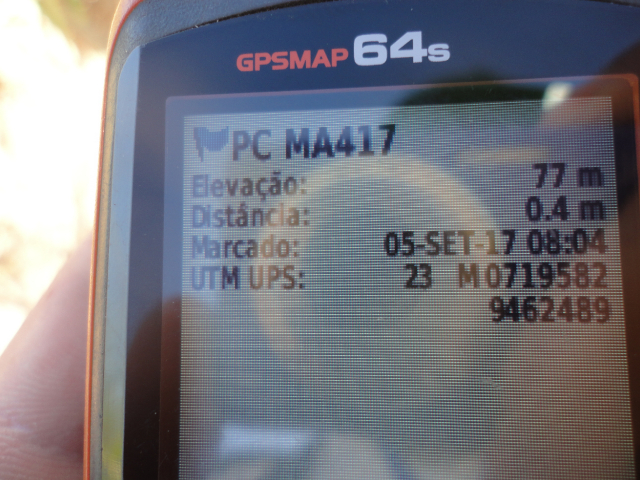 GPSMAP 64s
PC MA417
Elevação: 77 m
Distância: 0.4 m
Marcado: 05-SET-17 08:04
UTM UPS: 23 M 0719582
9462489